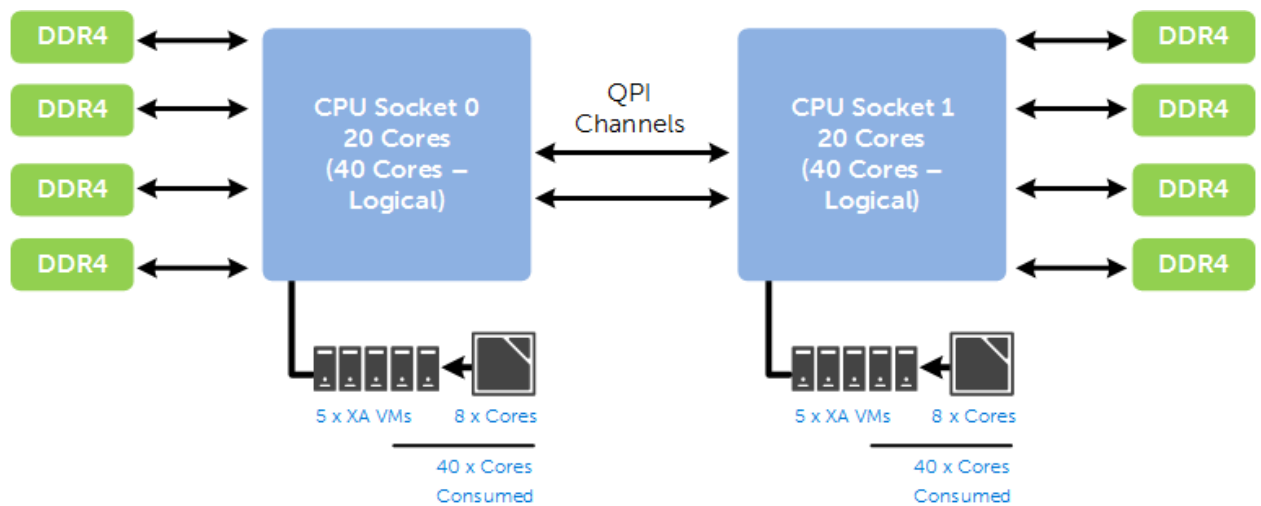 DDR4
DDR4
DDR4
DDR4
CPU Socket 0
20 Cores
(40 Cores –
Logical)
QPI
Channels
CPU Socket 1
20 Cores
(40 Cores –
Logical)
DDR4
DDR4
DDR4
DDR4
5 x XA VMs
8 x Cores
40 x Cores
Consumed
5 x XA VMs
8 x Cores
40 x Cores
Consumed